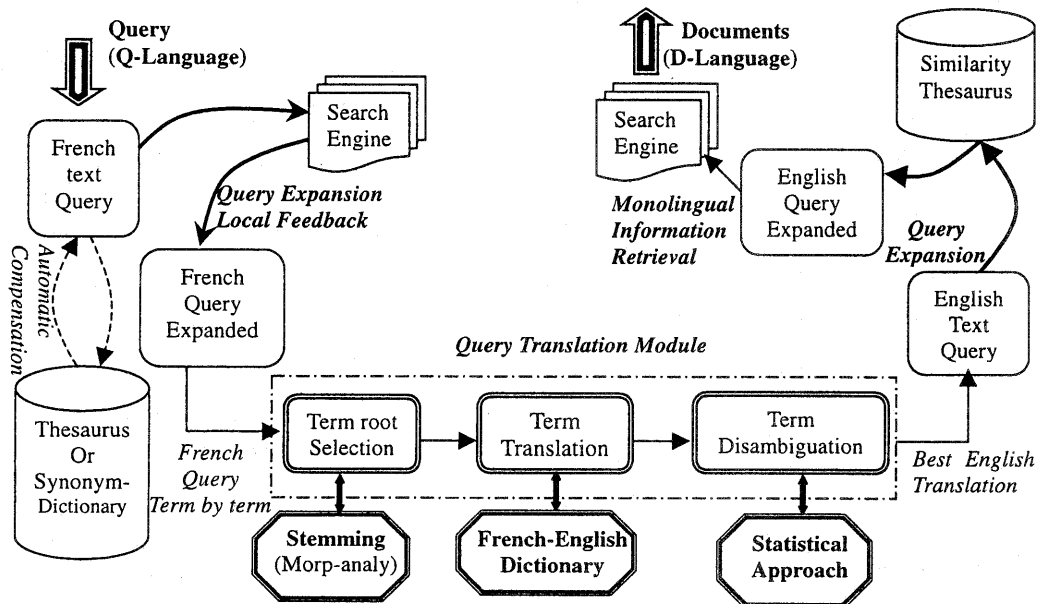 Query
(Q-Language)
French
text
Query
Search
Engine
Query Expansion
Local Feedback
Automatic
Compensation
French
Query
Expanded
Thesaurus
Or
Synonym-
Dictionary
French
Query
Term by term
Query Translation Module
Term root
Selection
Term
Translation
Term
Disambiguation
Stemming
(Morp-analy)
French-English
Dictionary
Statistical
Approach
Best English
Translation
English
Text
Query
Query
Expansion
Similarity
Thesaurus
English
Query
Expanded
Monolingual
Information
Retrieval
Search
Engine
Documents
(D-Language)